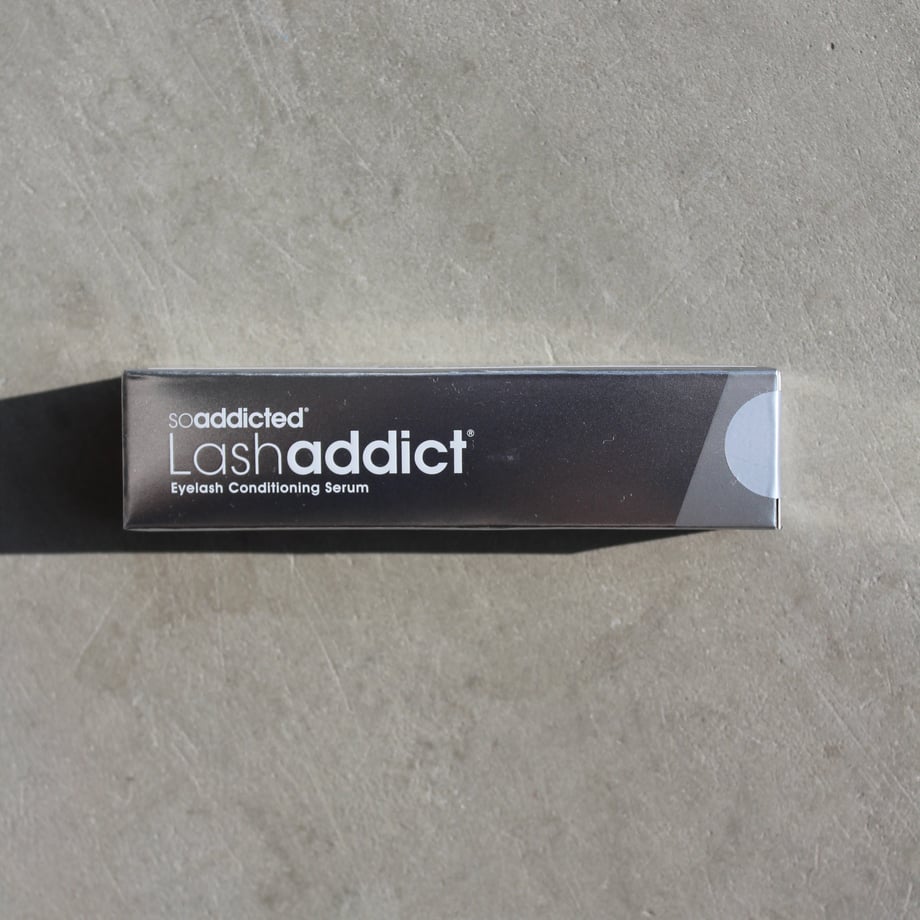 soaddicted®
Lashaddict®
Eyelash Conditioning Serum